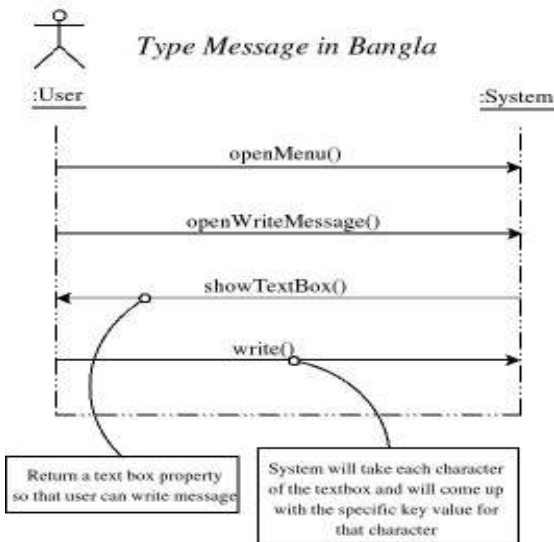 Type Message in Bangla
:User
:System
openMenu()
openWriteMessage()
showTextBox()
write()
Return a text box property
so that user can write message
System will take each character
of the textbox and will come up
with the specific key value for
that character